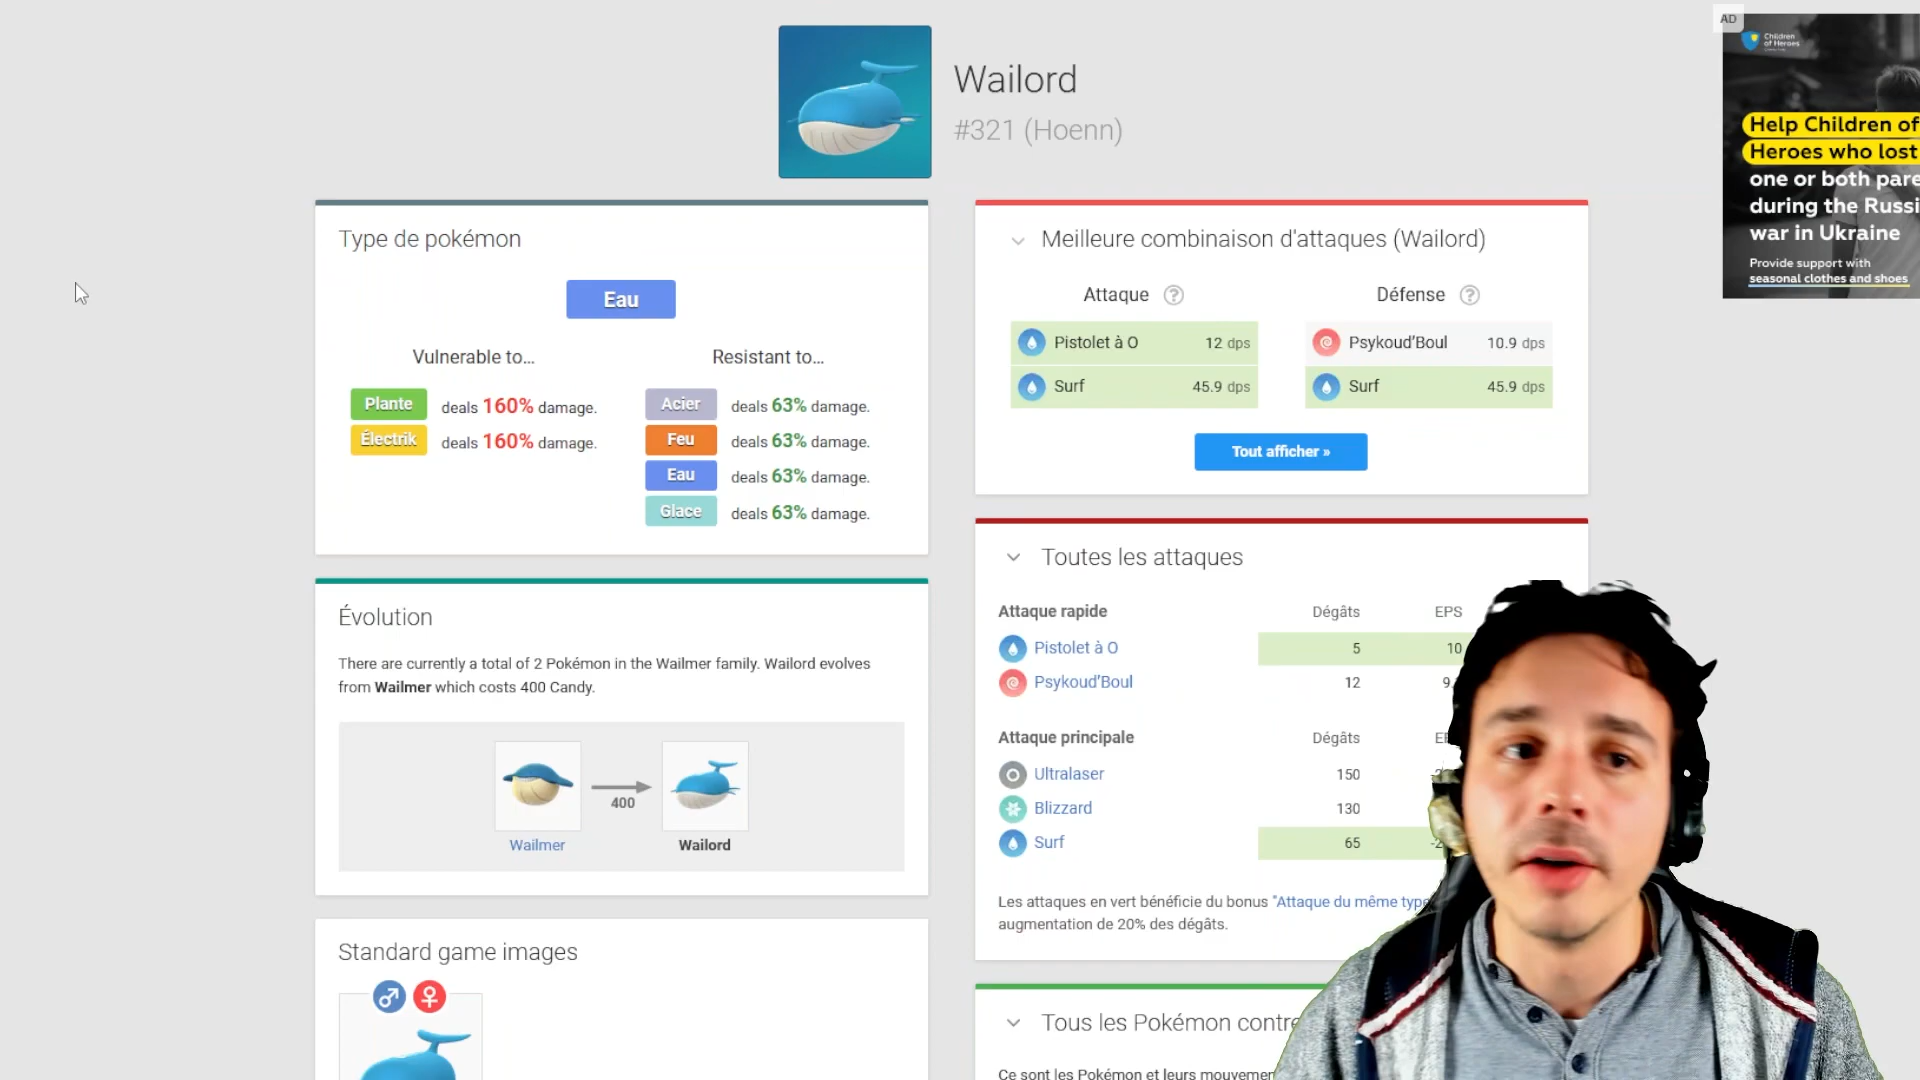 Wailord
#321 (Hoenn)
AD
Children
of Heroes
Help Children of
Heroes who lost
one or both pare
during the Russi
war in Ukraine
Provide support with
seasonal clothes and shoes
Type de pokémon
Eau
Vulnerable to...
Plante deals 160% damage.
Électrik deals 160% damage.
Resistant to...
Acier deals 63% damage.
Feu deals 63% damage.
Eau deals 63% damage.
Glace deals 63% damage.
Évolution
There are currently a total of 2 Pokémon in the Wailmer family. Wailord evolves
from Wailmer which costs 400 Candy.
400
Wailmer
Wailord
Standard game images
Meilleure combinaison d'attaques (Wailord)
Attaque ?
Pistolet à O 12 dps
Surf 45.9 dps
Défense ?
Psykoud'Boul 10.9 dps
Surf 45.9 dps
Tout afficher »
Toutes les attaques
Attaque rapide Dégâts EPS
Pistolet à O 5 10
Psykoud'Boul 12 9
Attaque principale Dégâts
Ultralaser 150
Blizzard 130
Surf 65
Les attaques en vert bénéficie du bonus "Attaque du même type
augmentation de 20% des dégâts.
Tous les Pokémon contre
Ce sont les Pokémon et leurs mouvemen